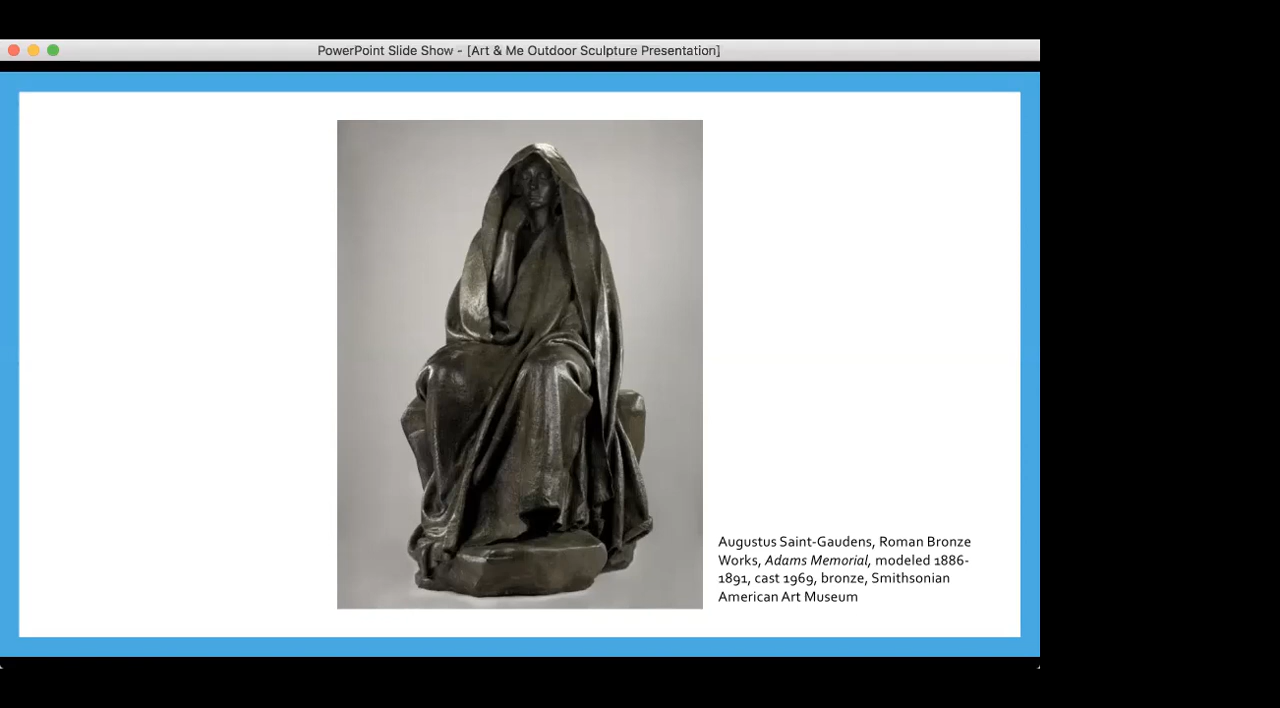 PowerPoint Slide Show - [Art & Me Outdoor Sculpture Presentation]
Augustus Saint-Gaudens, Roman Bronze
Works, Adams Memorial, modeled 1886-
1891, cast 1969, bronze, Smithsonian
American Art Museum